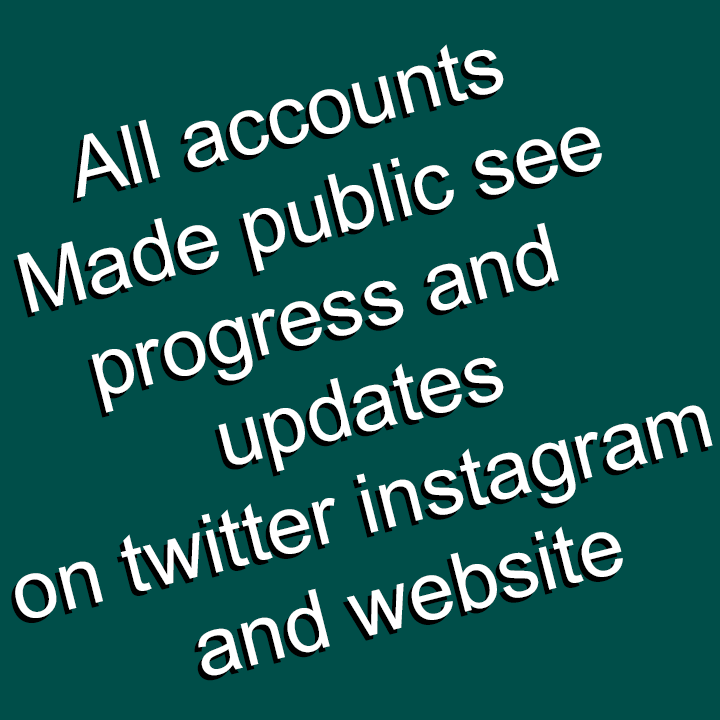 All accounts
Made public see
progress and
updates
on twitter instagram
and website